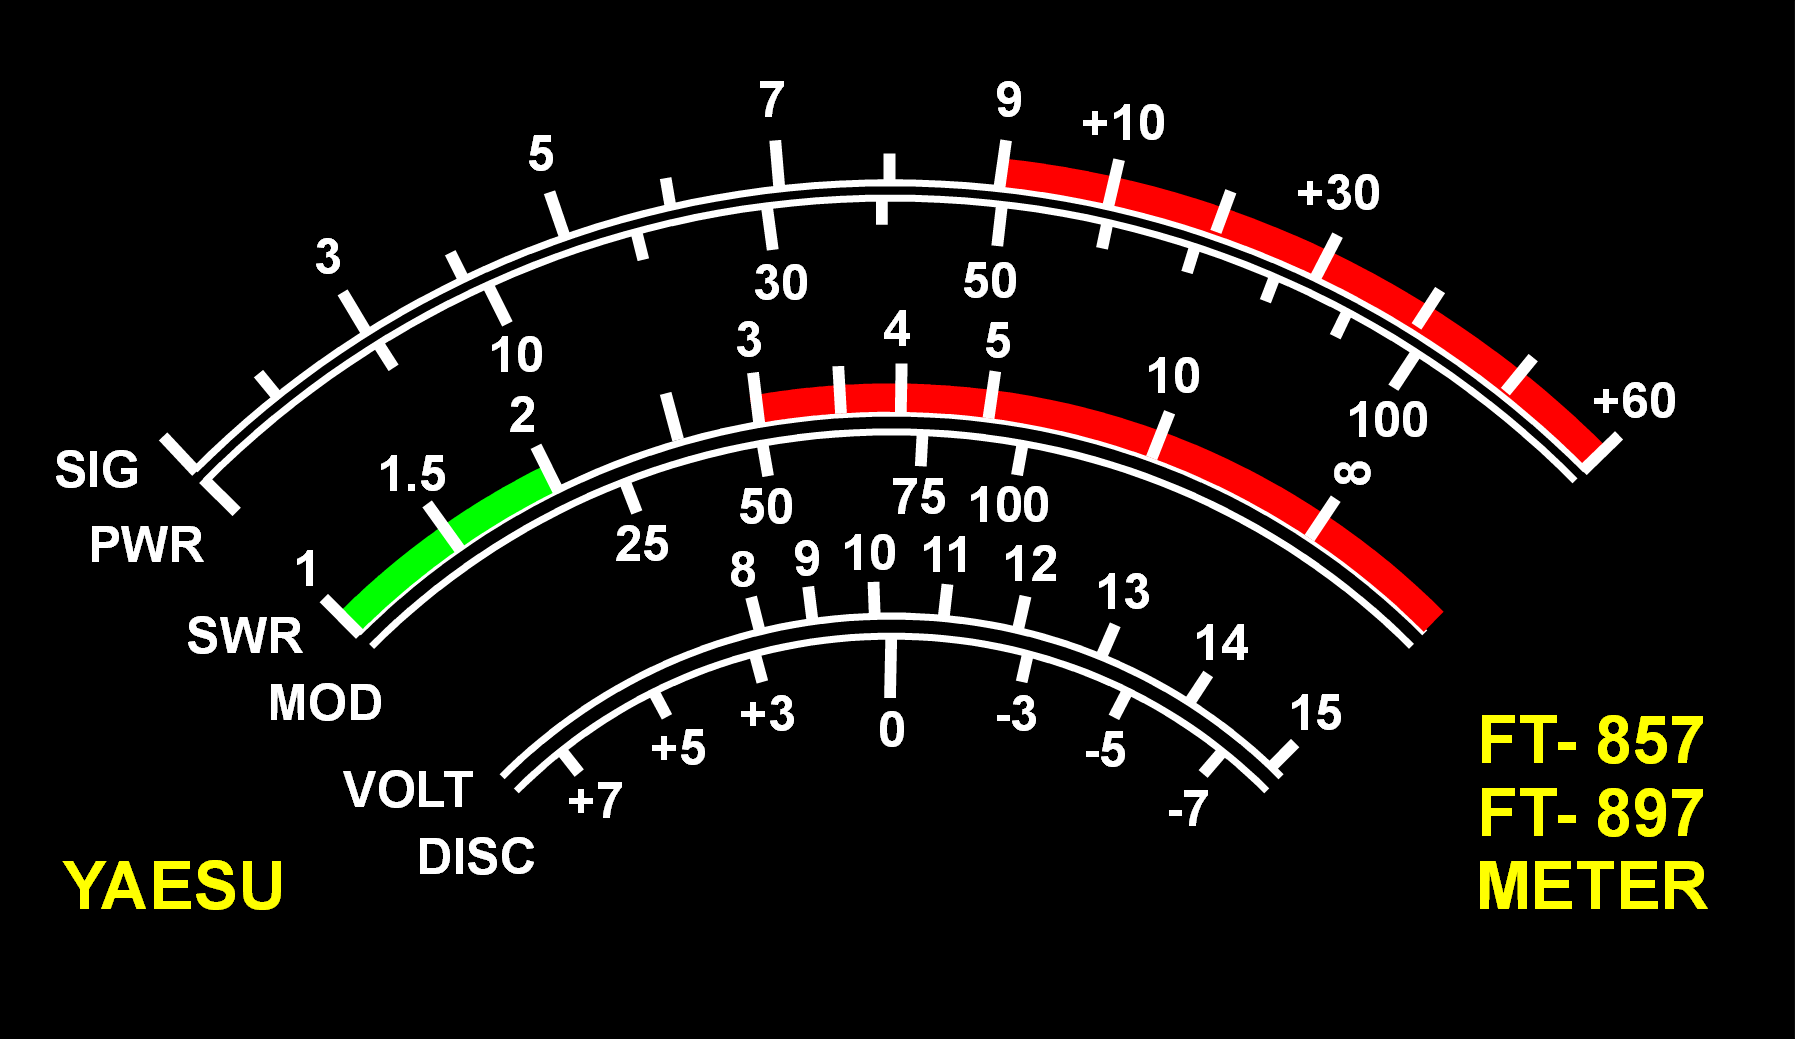 3 5 7 9 +10 +30 +60
SIG
10 30 50 100
PWR
1 1.5 2 3 4 5 10 ∞
SWR
25 50 75 100
MOD
8 9 10 11 12 13 14 15
VOLT
+7 +5 +3 0 -3 -5 -7
DISC
YAESU
FT- 857
FT- 897
METER